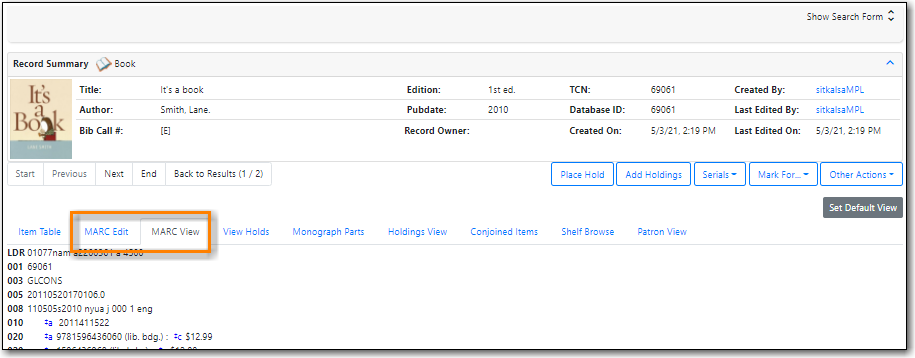 Show Search Form
Record Summary Book
Title: It's a book Edition: 1st ed. TCN: 69061 Created By: sitkalsaMPL
Author: Smith, Lane. Pubdate: 2010 Database ID: 69061 Last Edited By: sitkalsaMPL
Bib Call #: [E] Record Owner: Created On: 5/3/21, 2:19 PM Last Edited On: 5/3/21, 2:19 PM
It's
a
Book
Start Previous Next End Back to Results (1 / 2) Place Hold Add Holdings Serials Mark For... Other Actions
Set Default View
Item Table MARC Edit MARC View View Holds Monograph Parts Holdings View Conjoined Items Shelf Browse Patron View
LDR 01077nam a2200361 a 4500
001 69061
003 GLCONS
005 20110520170106.0
008 110505s2010 nyua j 000 1 eng
010 ‡a 2011411522
020 ‡a 9781596436060 (lib. bdg.) : ‡c $12.99